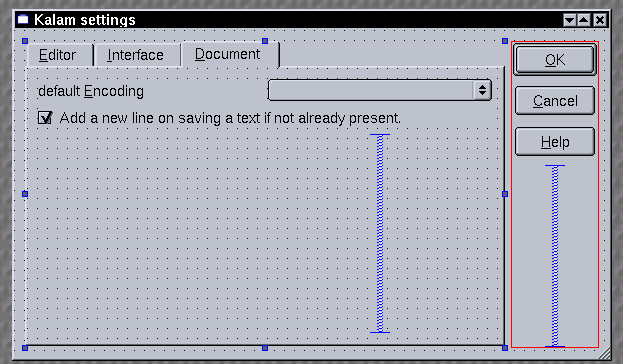 Kalam settings
Editor Interface Document
OK
default Encoding
Cancel
Add a new line on saving a text if not already present.
Help